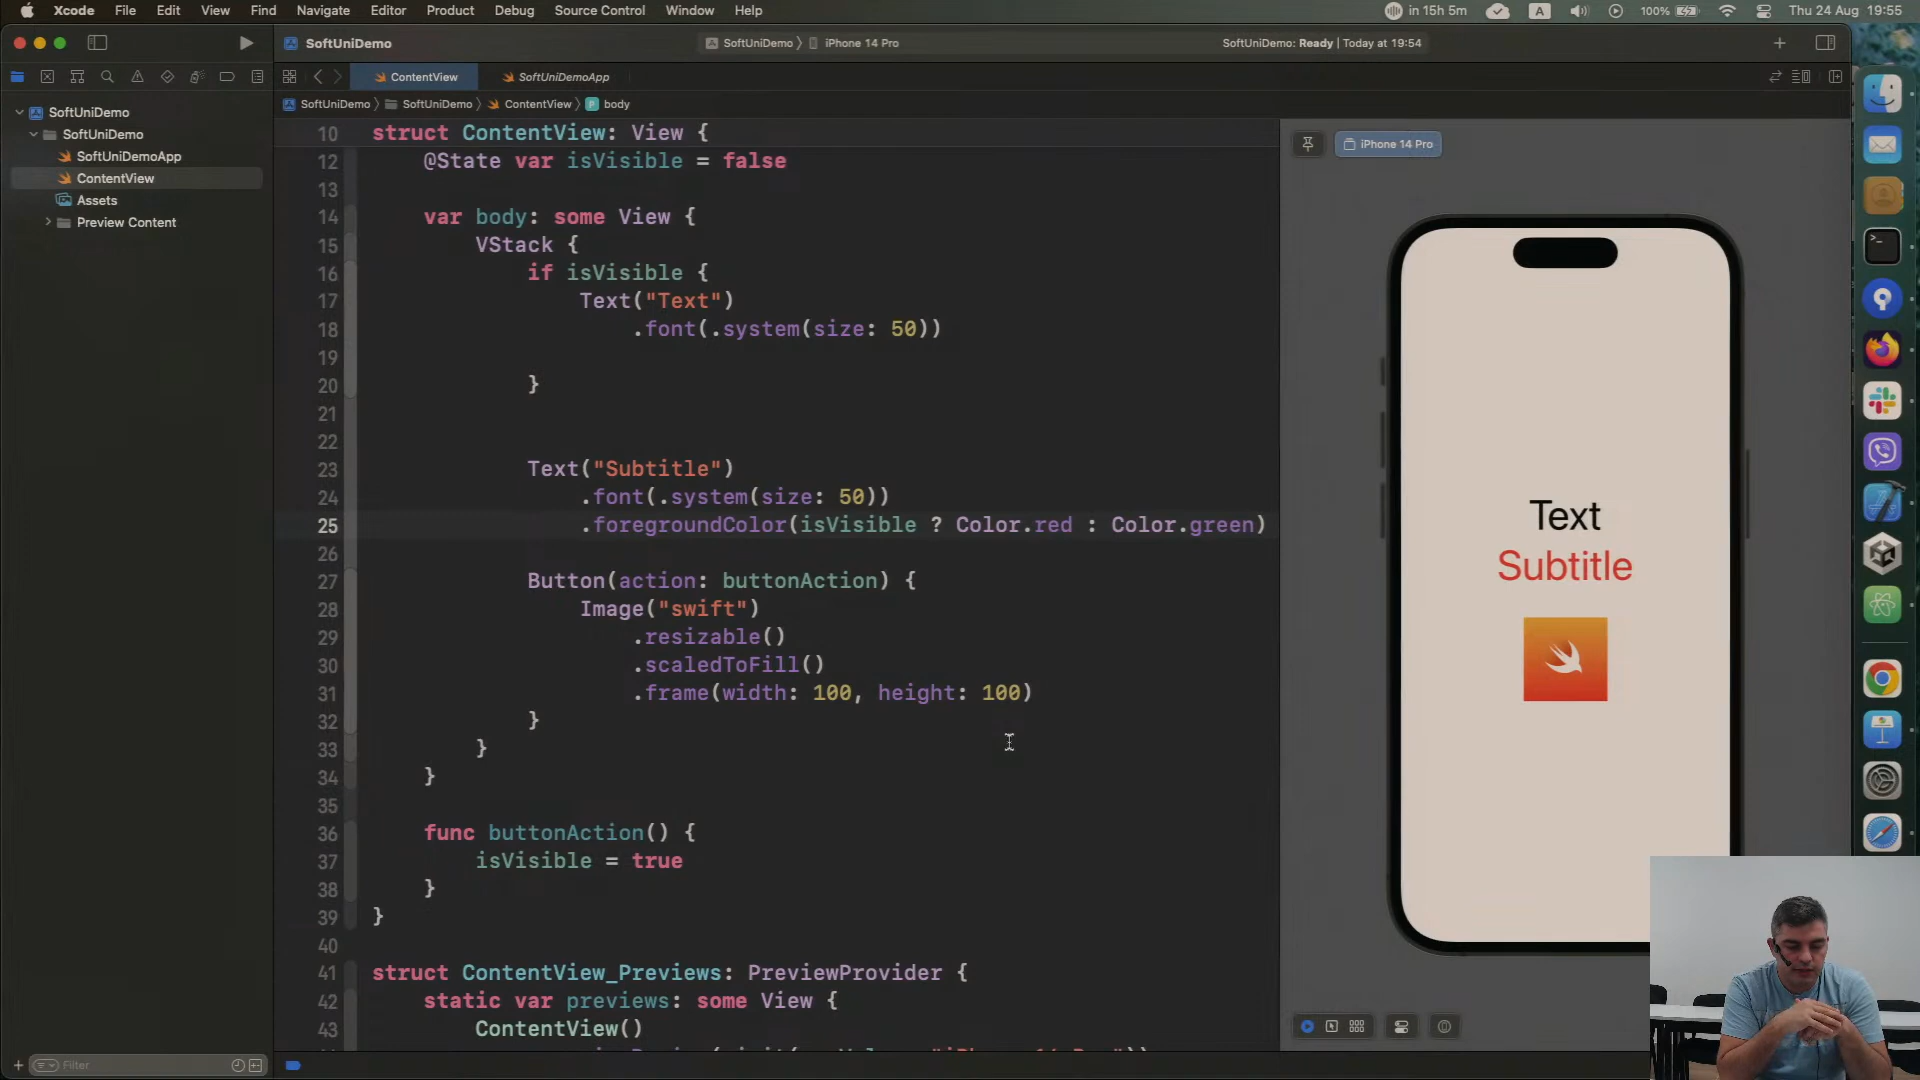 Xcode File Edit View Find Navigate Editor Product Debug Source Control Window Help
in 15h 5m A 100% Thu 24 Aug 19:55
SoftUniDemo
SoftUniDemo iPhone 14 Pro
SoftUniDemo: Ready | Today at 19:54
ContentView SoftUniDemoApp
SoftUniDemo SoftUniDemo ContentView body
SoftUniDemo
SoftUniDemo
SoftUniDemoApp
ContentView
Assets
Preview Content
10 struct ContentView: View {
12 @State var isVisible = false
13
14 var body: some View {
15 VStack {
16 if isVisible {
17 Text("Text")
18 .font(.system(size: 50))
19
20 }
21
22
23 Text("Subtitle")
24 .font(.system(size: 50))
25 .foregroundColor(isVisible ? Color.red : Color.green)
26
27 Button(action: buttonAction) {
28 Image("swift")
29 .resizable()
30 .scaledToFill()
31 .frame(width: 100, height: 100)
32 }
33 }
34 }
35
36 func buttonAction() {
37 isVisible = true
38 }
39 }
40
41 struct ContentView_Previews: PreviewProvider {
42 static var previews: some View {
43 ContentView()
iPhone 14 Pro
Text
Subtitle
Filter